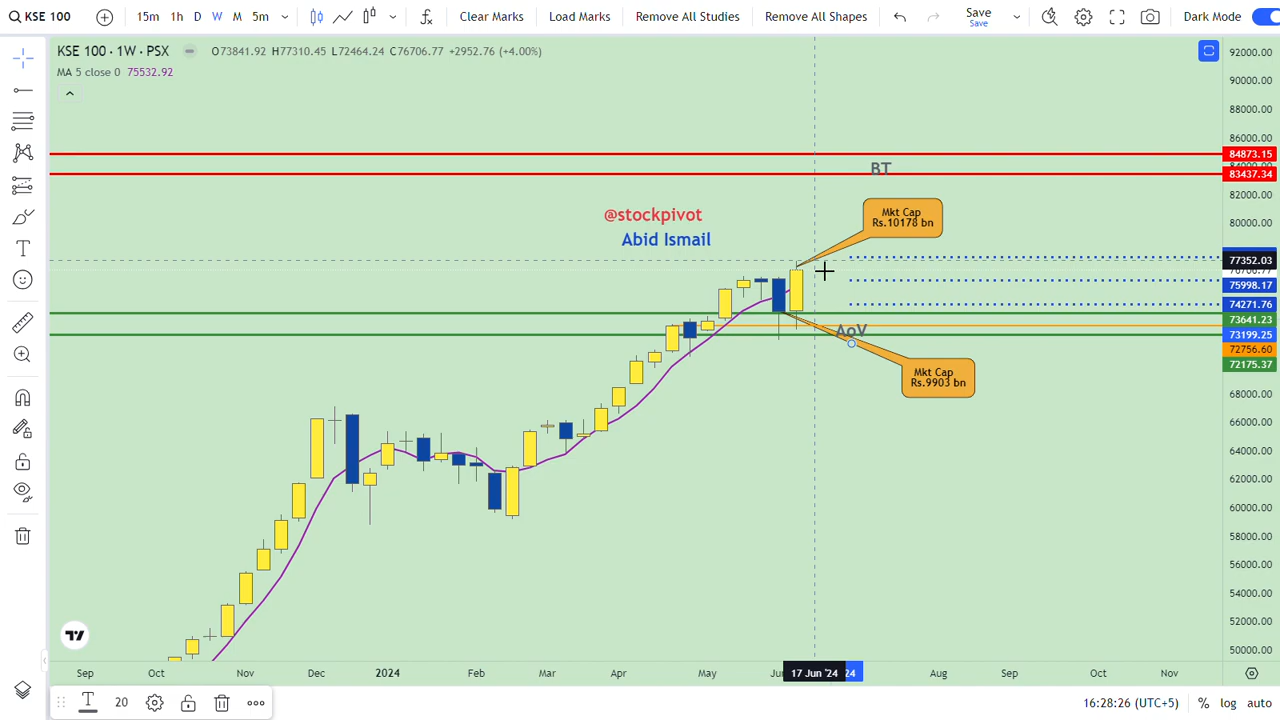 KSE 100
15m 1h D W M 5m
Clear Marks
Load Marks
Remove All Studies
Remove All Shapes
Save
Save
Dark Mode
KSE 100 · 1W · PSX
O73841.92 H77310.45 L72464.24 C76706.77 +2952.76 (+4.00%)
MA 5 close 0 75532.92
92000.00
90000.00
88000.00
86000.00
84873.15
BT
83437.34
82000.00
Mkt Cap
Rs.10178 bn
@stockpivot
80000.00
Abid Ismail
77352.03
75998.17
74271.76
73641.23
AoV
73199.25
72756.60
72175.37
Mkt Cap
Rs.9903 bn
68000.00
66000.00
64000.00
62000.00
60000.00
58000.00
56000.00
54000.00
52000.00
50000.00
Sep Oct Nov Dec 2024 Feb Mar Apr May 17 Jun '24 24 Aug Sep Oct Nov
T 20
16:28:26 (UTC+5) % log auto